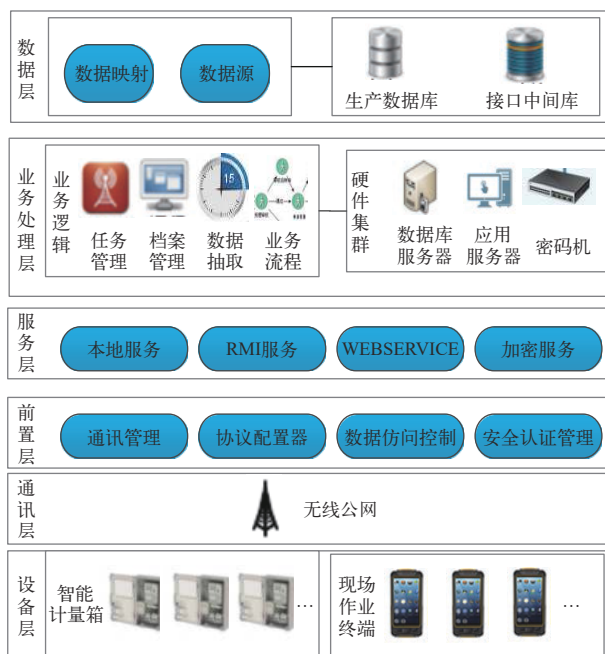 数据层
数据映射
数据源
生产数据库
接口中间库
业务处理层
业务逻辑
15
任务
管理
档案
管理
数据
抽取
业务
流程
硬件集群
数据库
服务器
应用
服务器
密码机
服务层
本地服务
RMI服务
WEBSERVICE
加密服务
前置层
通讯管理
协议配置器
数据仿问控制
安全认证管理
通讯层
无线公网
设备层
智能
计量箱
…
现场
作业
终端
…